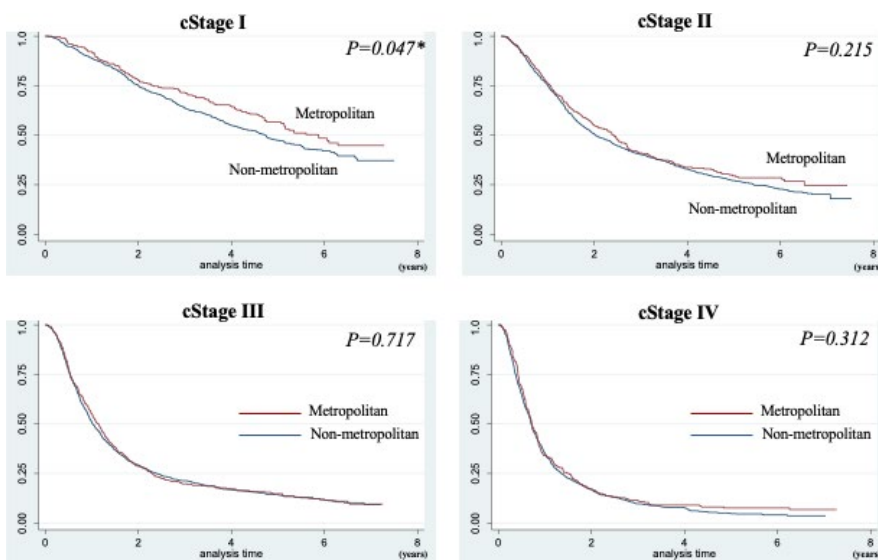 cStage I
P=0.047*
Metropolitan
Non-metropolitan
0.00
0.25
0.50
0.75
1.0
0
2
4
6
8
analysis time
(years)
cStage II
P=0.215
Metropolitan
Non-metropolitan
0.00
0.25
0.50
0.75
1.0
0
2
4
6
8
analysis time
(years)
cStage III
P=0.717
Metropolitan
Non-metropolitan
0.00
0.25
0.50
0.75
1.0
0
2
4
6
8
analysis time
(years)
cStage IV
P=0.312
Metropolitan
Non-metropolitan
0.00
0.25
0.50
0.75
1.0
0
2
4
6
8
analysis time
(years)